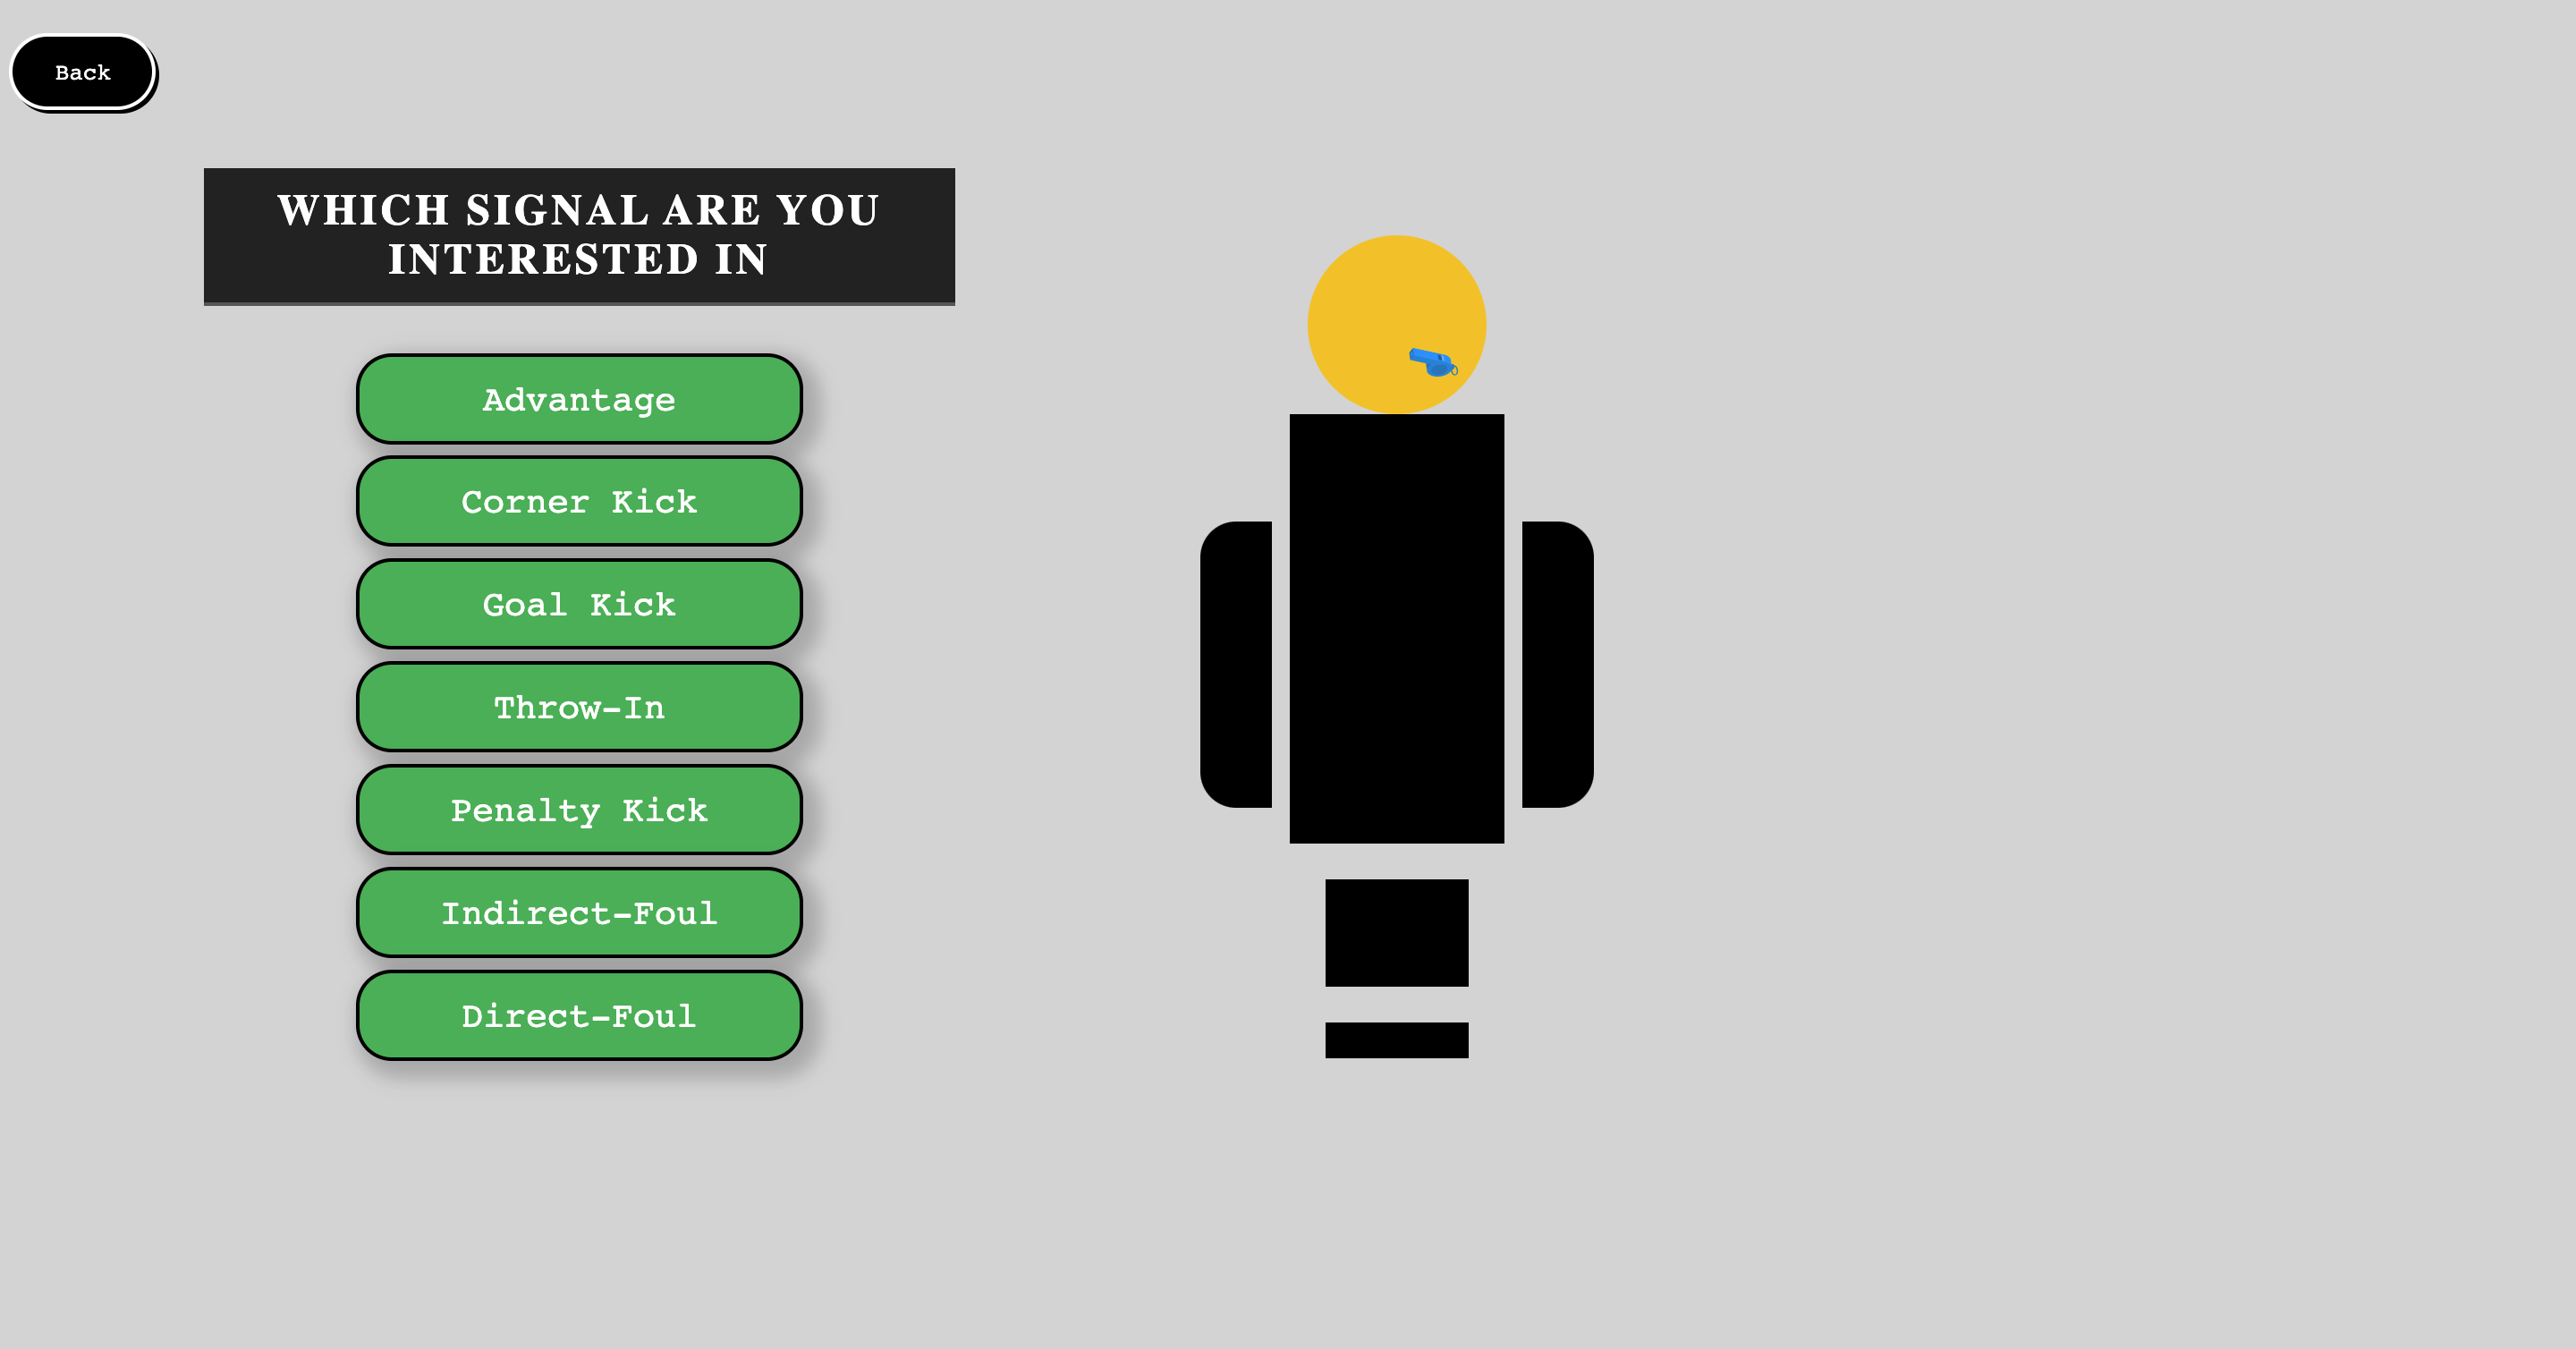 Back
WHICH SIGNAL ARE YOU
INTERESTED IN
Advantage
Corner Kick
Goal Kick
Throw-In
Penalty Kick
Indirect-Foul
Direct-Foul